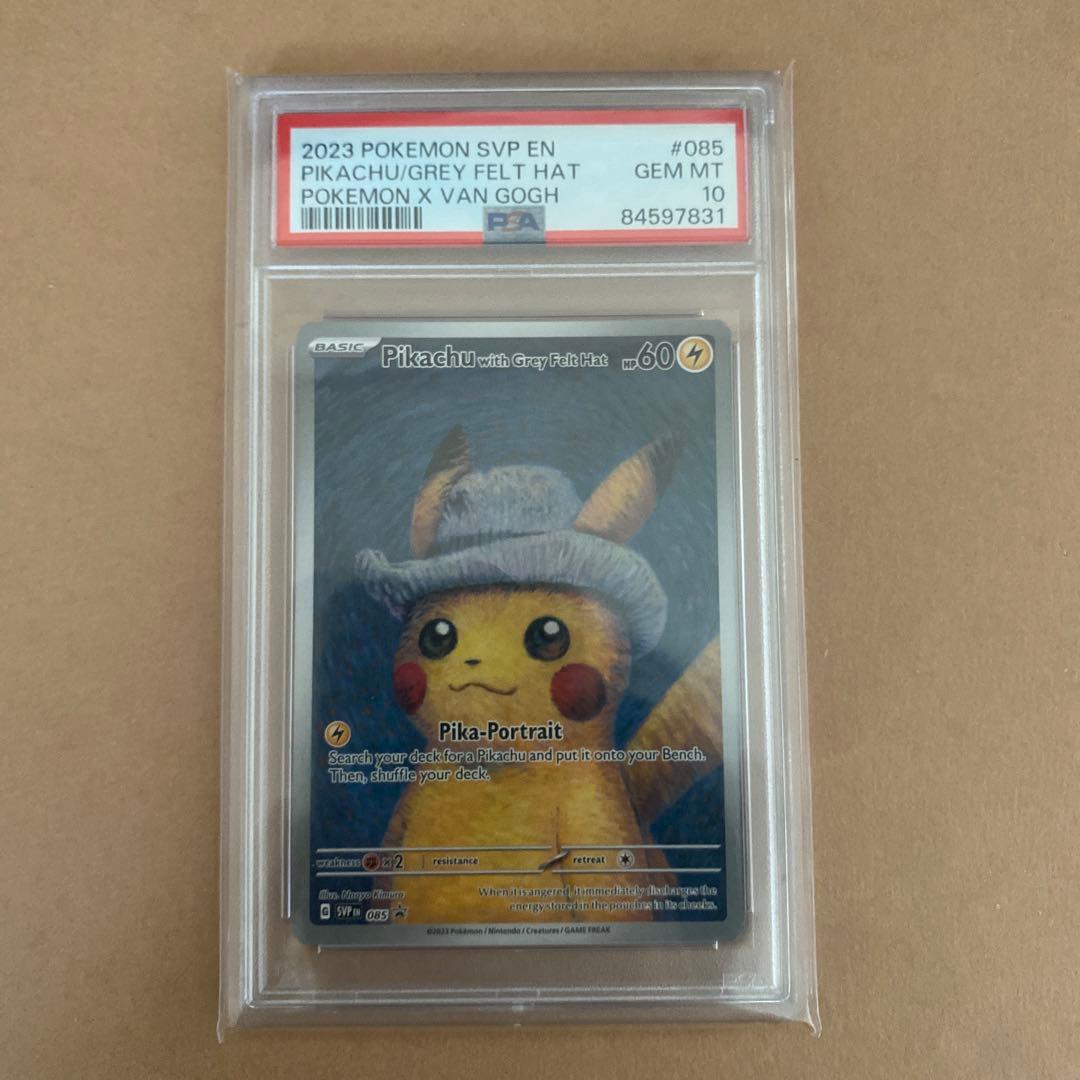 2023 POKEMON SVP EN #085
PIKACHU/GREY FELT HAT GEM MT
POKEMON X VAN GOGH 10
PSA 84597831
BASIC Pikachu with Grey Felt Hat HP60
Pika-Portrait
Search your deck for a Pikachu and put it onto your Bench.
Then, shuffle your deck.
weakness ×2 resistance retreat
Illus. Naoyo Kimura
When it is angered, it immediately discharges the
energy stored in the pouches in its cheeks.
G SVP EN 085
©2023 Pokémon / Nintendo / Creatures / GAME FREAK
PSA